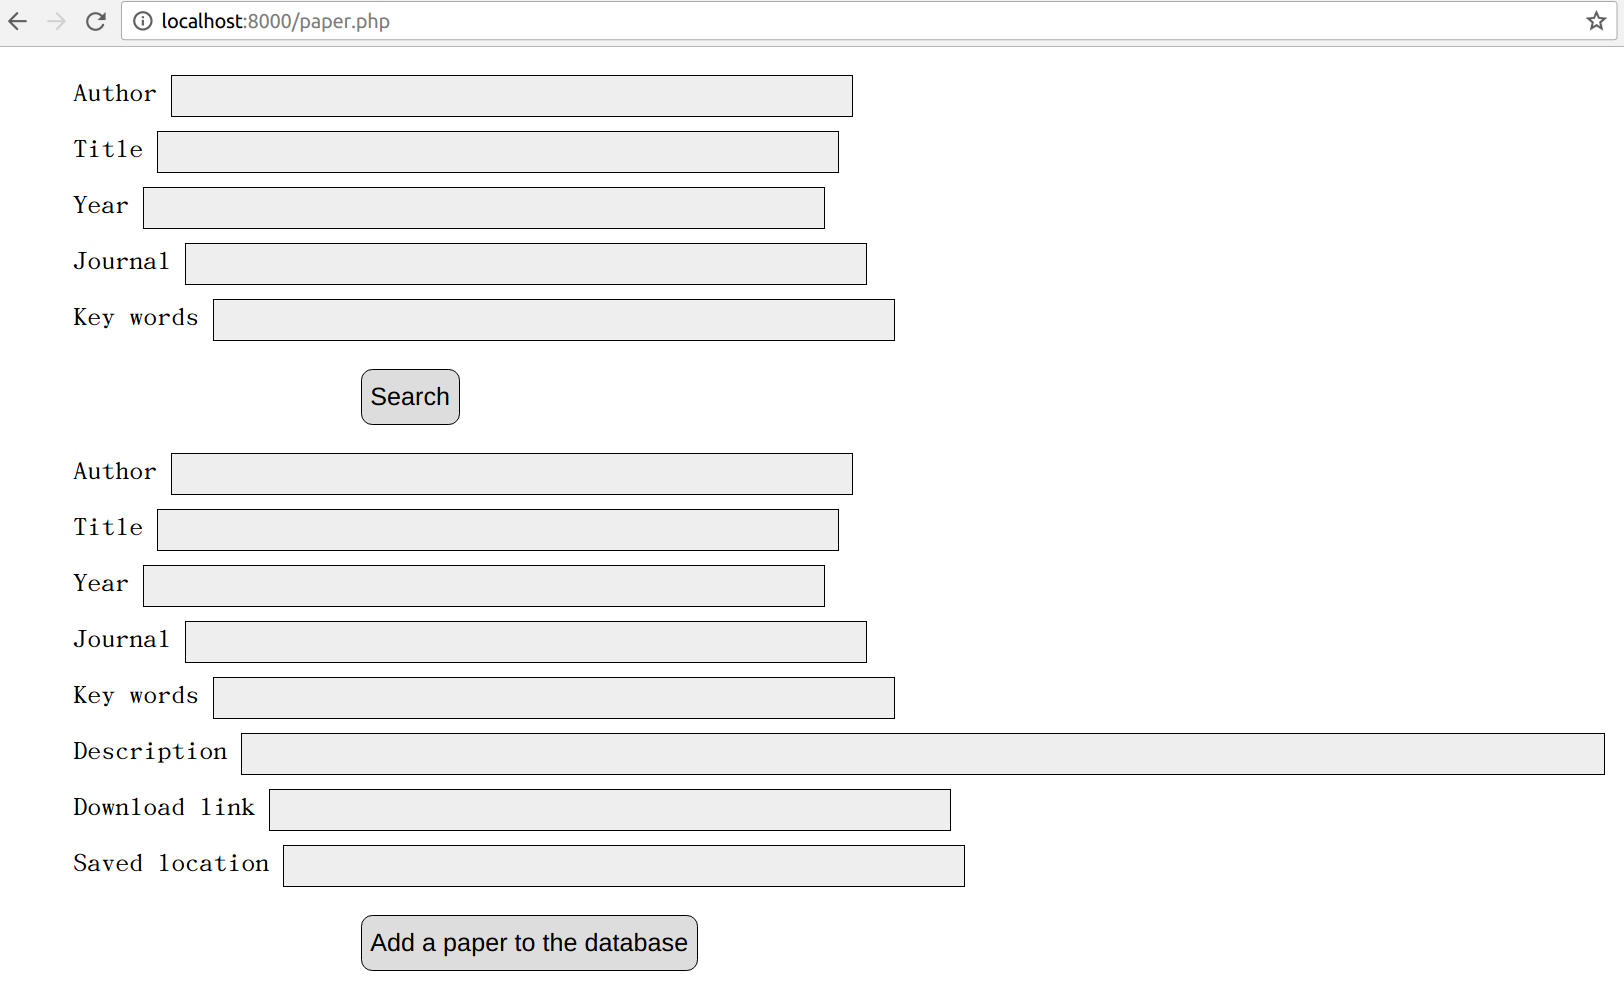 localhost:8000/paper.php
Author
Title
Year
Journal
Key words
Search
Author
Title
Year
Journal
Key words
Description
Download link
Saved location
Add a paper to the database